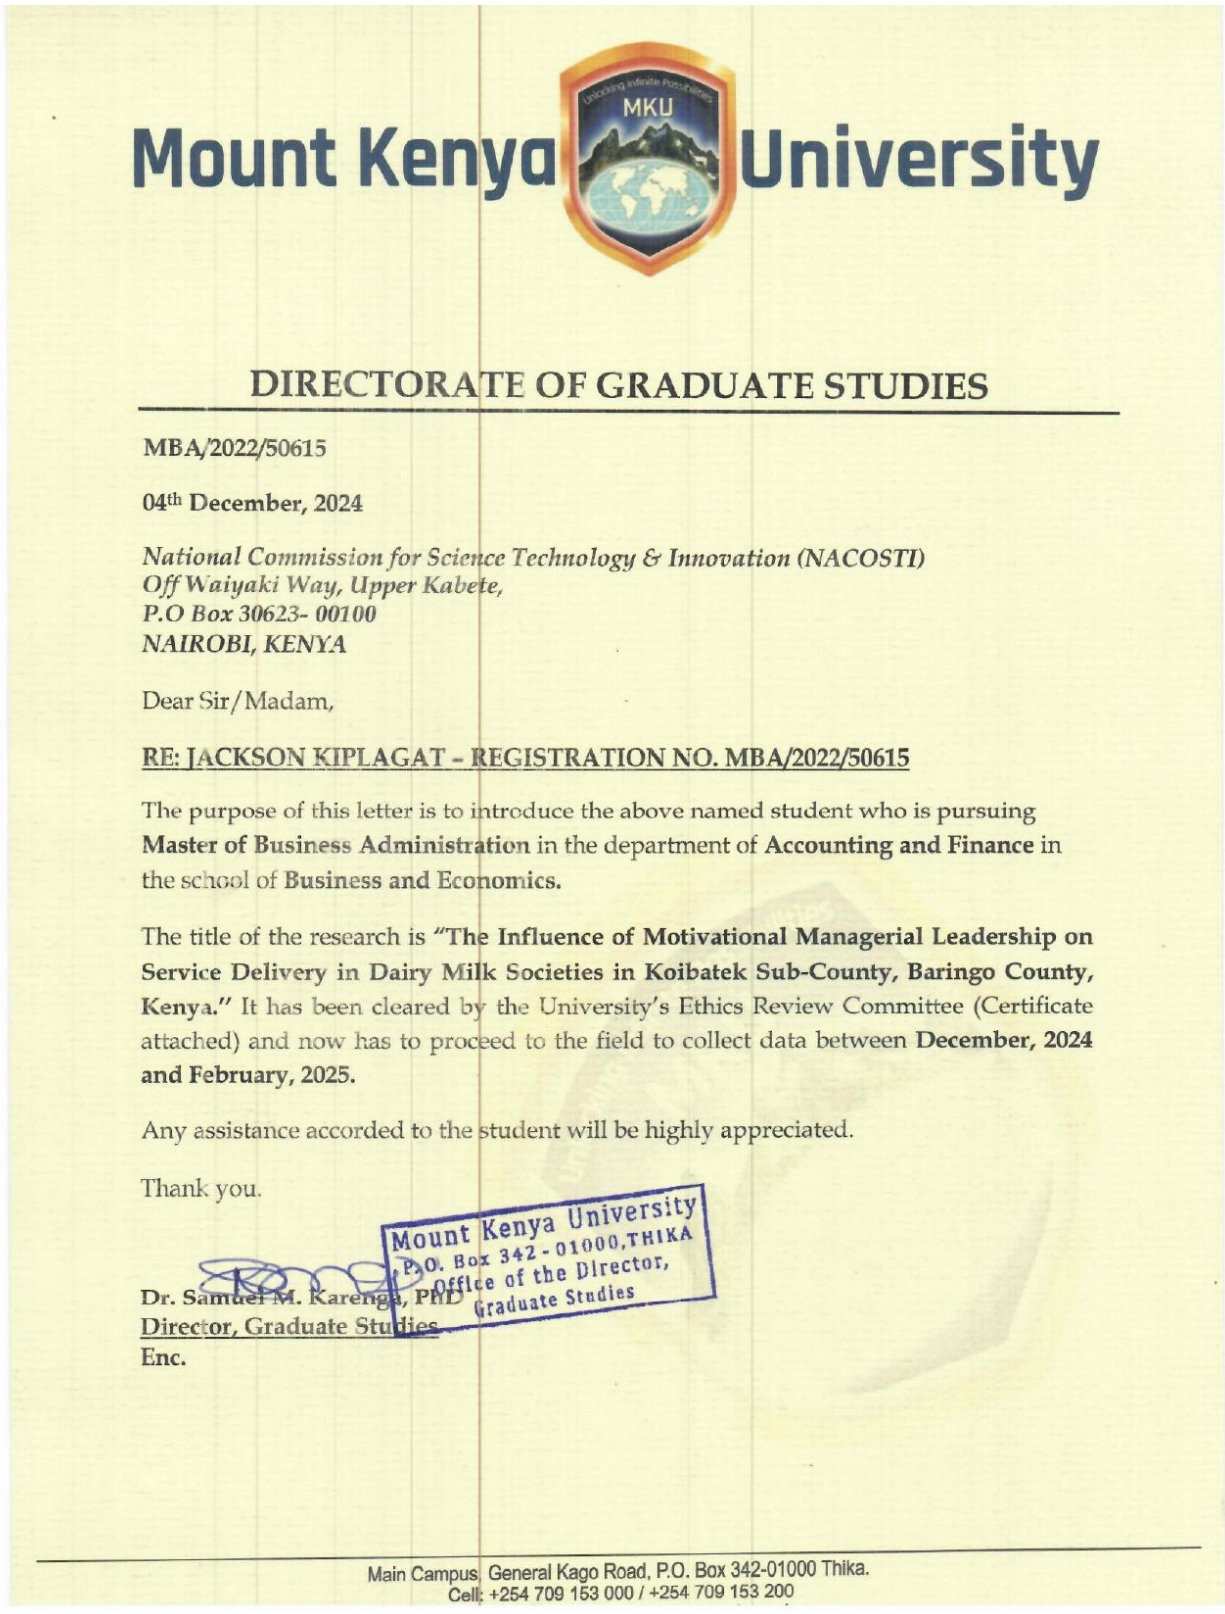 Unlocking Infinite Possibilities
MKU
Mount Kenya University
DIRECTORATE OF GRADUATE STUDIES
MBA/2022/50615
04th December, 2024
National Commission for Science Technology & Innovation (NACOSTI)
Off Waiyaki Way, Upper Kabete,
P.O Box 30623- 00100
NAIROBI, KENYA
Dear Sir/Madam,
RE: JACKSON KIPLAGAT – REGISTRATION NO. MBA/2022/50615
The purpose of this letter is to introduce the above named student who is pursuing
Master of Business Administration in the department of Accounting and Finance in
the school of Business and Economics.
The title of the research is “The Influence of Motivational Managerial Leadership on
Service Delivery in Dairy Milk Societies in Koibatek Sub-County, Baringo County,
Kenya.” It has been cleared by the University’s Ethics Review Committee (Certificate
attached) and now has to proceed to the field to collect data between December, 2024
and February, 2025.
Any assistance accorded to the student will be highly appreciated.
Thank you.
Mount Kenya University
P.O. Box 342 - 01000, THIKA
Office of the Director,
Graduate Studies
Dr. Samuel M. Karenga, PhD
Director, Graduate Studies
Enc.
Main Campus, General Kago Road, P.O. Box 342-01000 Thika.
Cell: +254 709 153 000 / +254 709 153 200